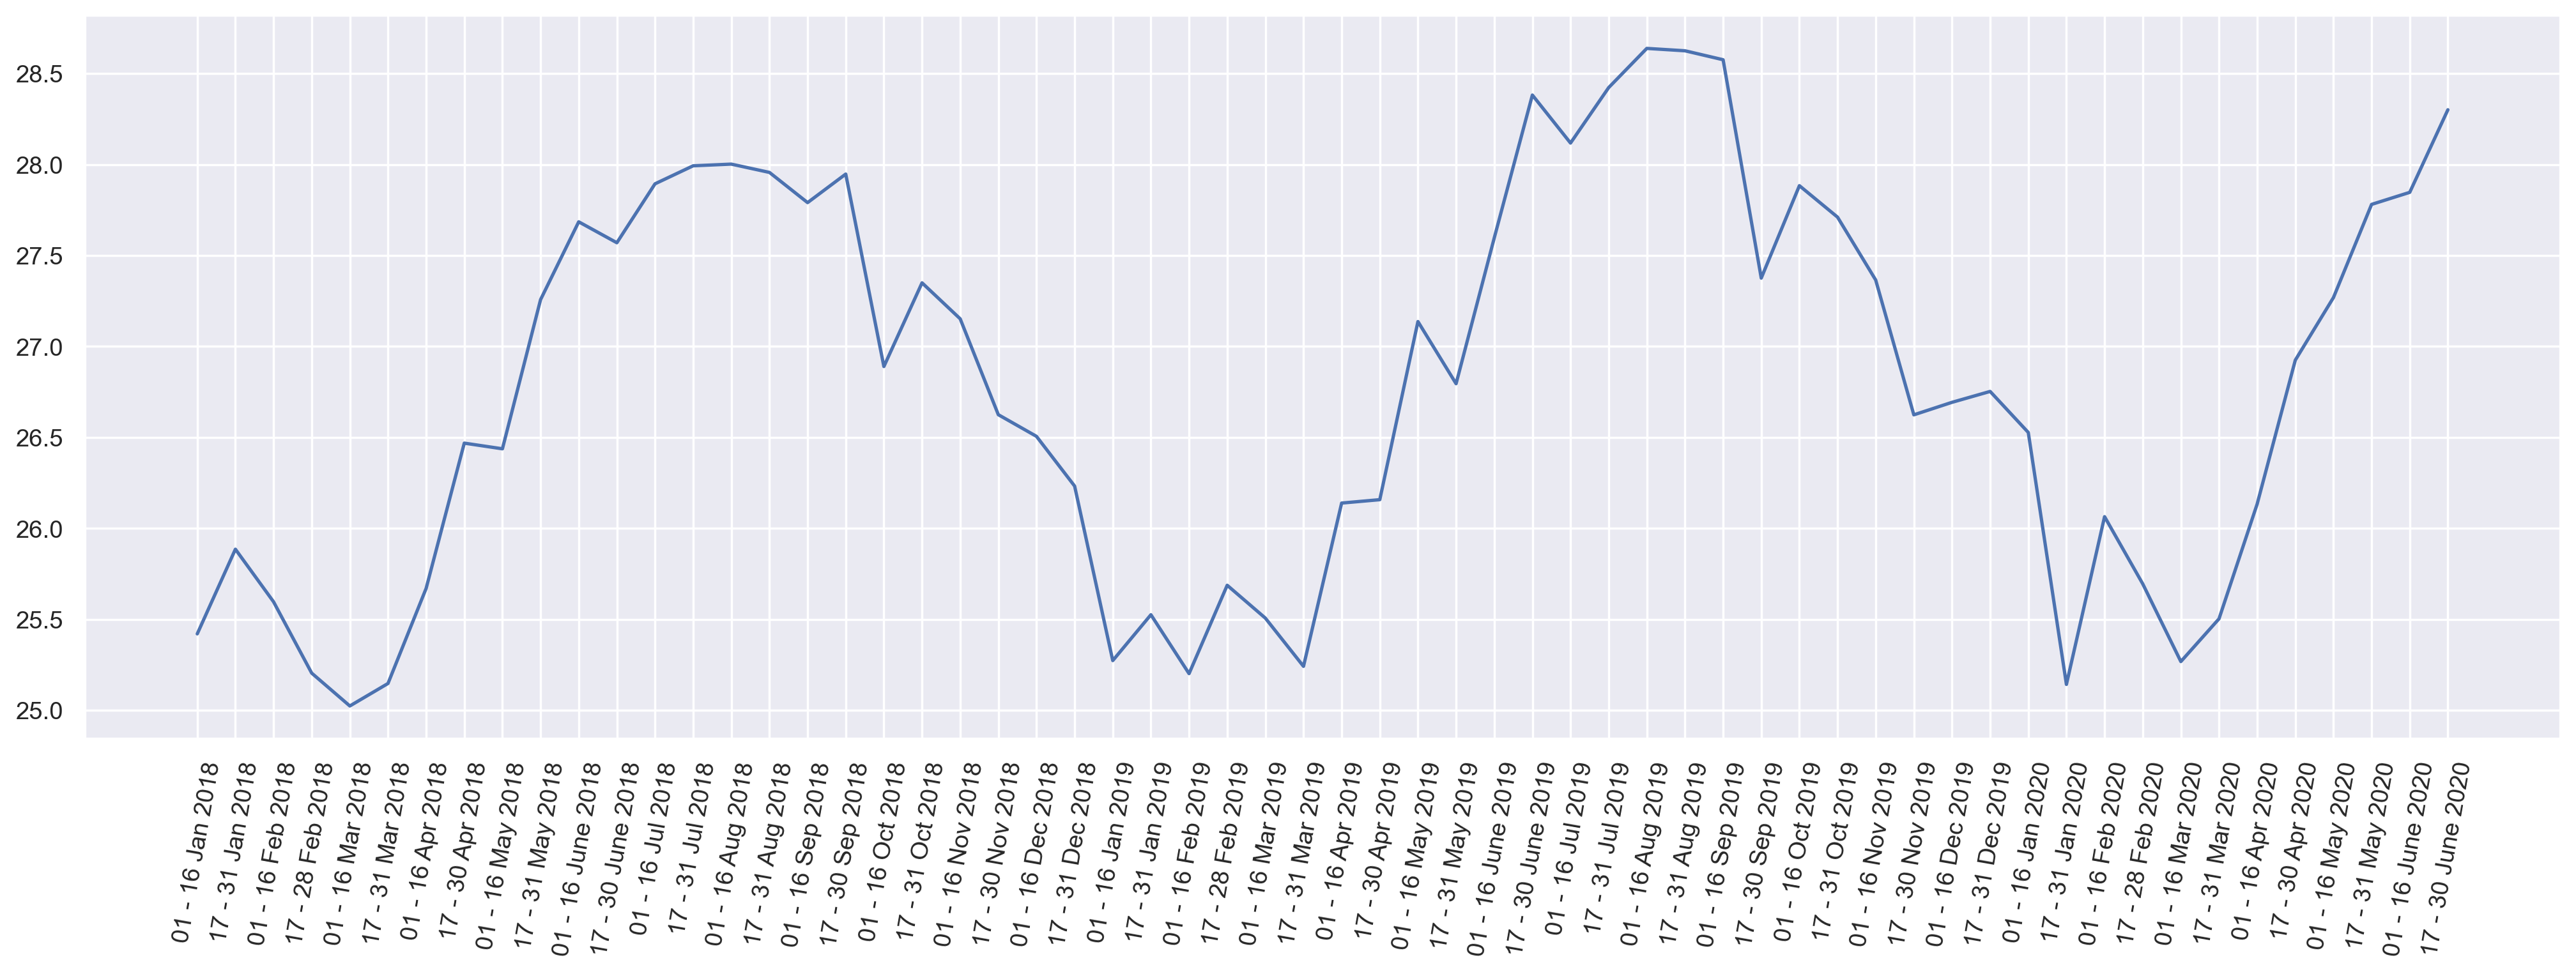 28.5
28.0
27.5
27.0
26.5
26.0
25.5
25.0
01 - 16 Jan 2018
17 - 31 Jan 2018
01 - 16 Feb 2018
17 - 28 Feb 2018
01 - 16 Mar 2018
17 - 31 Mar 2018
01 - 16 Apr 2018
17 - 30 Apr 2018
01 - 16 May 2018
17 - 31 May 2018
01 - 16 June 2018
17 - 30 June 2018
01 - 16 Jul 2018
17 - 31 Jul 2018
01 - 16 Aug 2018
17 - 31 Aug 2018
01 - 16 Sep 2018
17 - 30 Sep 2018
01 - 16 Oct 2018
17 - 31 Oct 2018
01 - 16 Nov 2018
17 - 30 Nov 2018
01 - 16 Dec 2018
17 - 31 Dec 2018
01 - 16 Jan 2019
17 - 31 Jan 2019
01 - 16 Feb 2019
17 - 28 Feb 2019
01 - 16 Mar 2019
17 - 31 Mar 2019
01 - 16 Apr 2019
17 - 30 Apr 2019
01 - 16 May 2019
17 - 31 May 2019
01 - 16 June 2019
17 - 30 June 2019
01 - 16 Jul 2019
17 - 31 Jul 2019
01 - 16 Aug 2019
17 - 31 Aug 2019
01 - 16 Sep 2019
17 - 30 Sep 2019
01 - 16 Oct 2019
17 - 31 Oct 2019
01 - 16 Nov 2019
17 - 30 Nov 2019
01 - 16 Dec 2019
17 - 31 Dec 2019
01 - 16 Jan 2020
17 - 31 Jan 2020
01 - 16 Feb 2020
17 - 28 Feb 2020
01 - 16 Mar 2020
17 - 31 Mar 2020
01 - 16 Apr 2020
17 - 30 Apr 2020
01 - 16 May 2020
17 - 31 May 2020
01 - 16 June 2020
17 - 30 June 2020